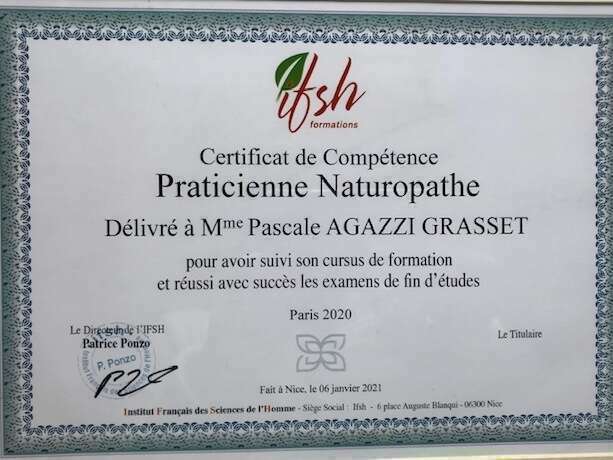 ifsh
formations
Certificat de Compétence
Praticienne Naturopathe
Délivré à Mme Pascale AGAZZI GRASSET
pour avoir suivi son cursus de formation
et réussi avec succès les examens de fin d'études
Paris 2020
Le Directeur de l'IFSH
Patrice Ponzo
Le Titulaire
P. Ponzo
Fait à Nice, le 06 janvier 2021
Institut Français des Sciences de l'Homme - Siège Social : Ifsh - 6 place Auguste Blanqui - 06300 Nice